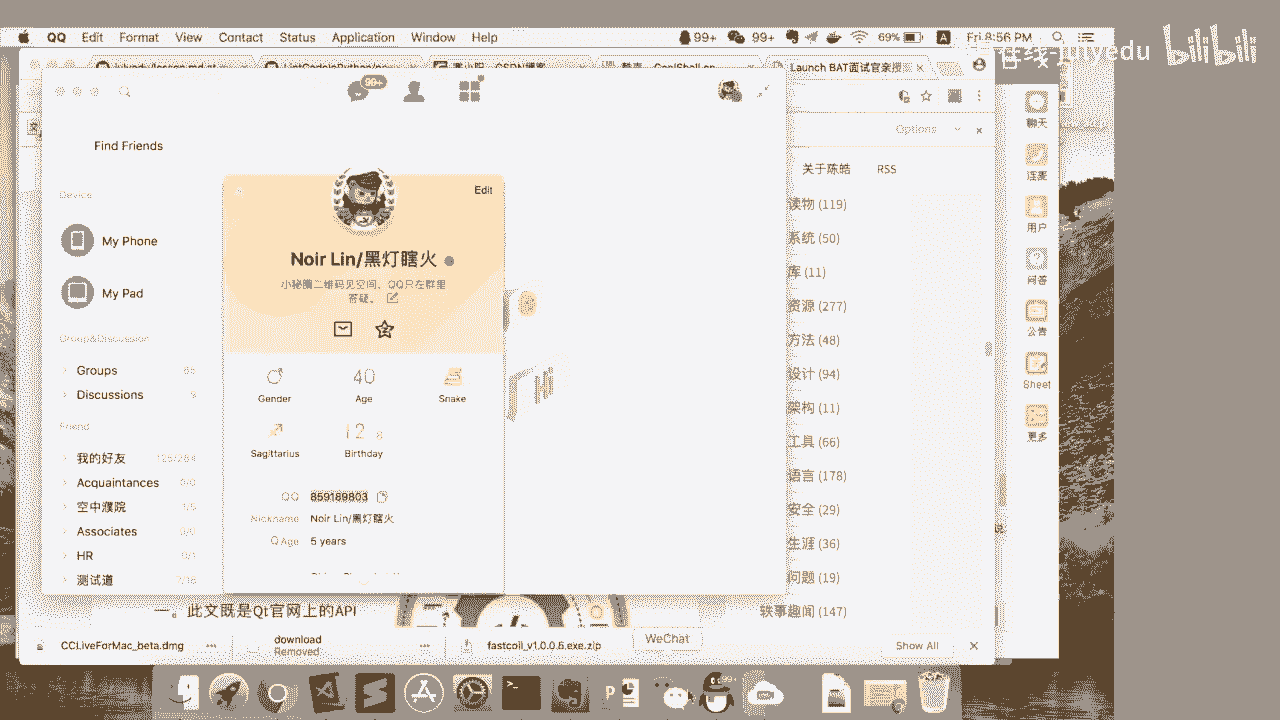 QQ Edit Format View Contact Status Application Window Help 99+ 99+ 69% A Fri 8:56 PM
bilibili
Launch BAT面试官亲授
99+
Options
Find Friends
关于陈皓 RSS
聊天
Device
Edit
连麦
读物 (119)
My Phone
用户
系统 (50)
Noir Lin/黑灯瞎火
库 (11)
问答
小秘膜二维码见空间，QQ只在群里
答疑。
My Pad
资源 (277)
公告
方法 (48)
Groups
Gender 40 Age Snake
设计 (94)
Sheet
Discussions
架构 (11)
Friend
Sagittarius 12 Birthday
更多
工具 (66)
我的好友
Acquaintances
语言 (178)
空中濮院
QQ 859189803
安全 (29)
Nickname Noir Lin/黑灯瞎火
Associates
Q Age 5 years
生涯 (36)
HR
问题 (19)
测试道
一。此文既是Qt官网上的API
轶事趣闻 (147)
CCLiveForMac_beta.dmg
download
Removed
fastcoll_v1.0.0.5.exe.zip
WeChat
Show All